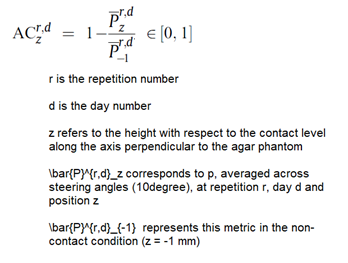 AC_z^{r,d} = 1 - \frac{\overline{P}_z^{r,d}}{\overline{P}_{-1}^{r,d}} ∈ [0, 1]
r is the repetition number
d is the day number
z refers to the height with respect to the contact level
along the axis perpendicular to the agar phantom
\bar{P}^{r,d}_z corresponds to p, averaged across
steering angles (10degree), at repetition r, day d and
position z
\bar{P}^{r,d}_{-1} represents this metric in the non-
contact condition (z = -1 mm)